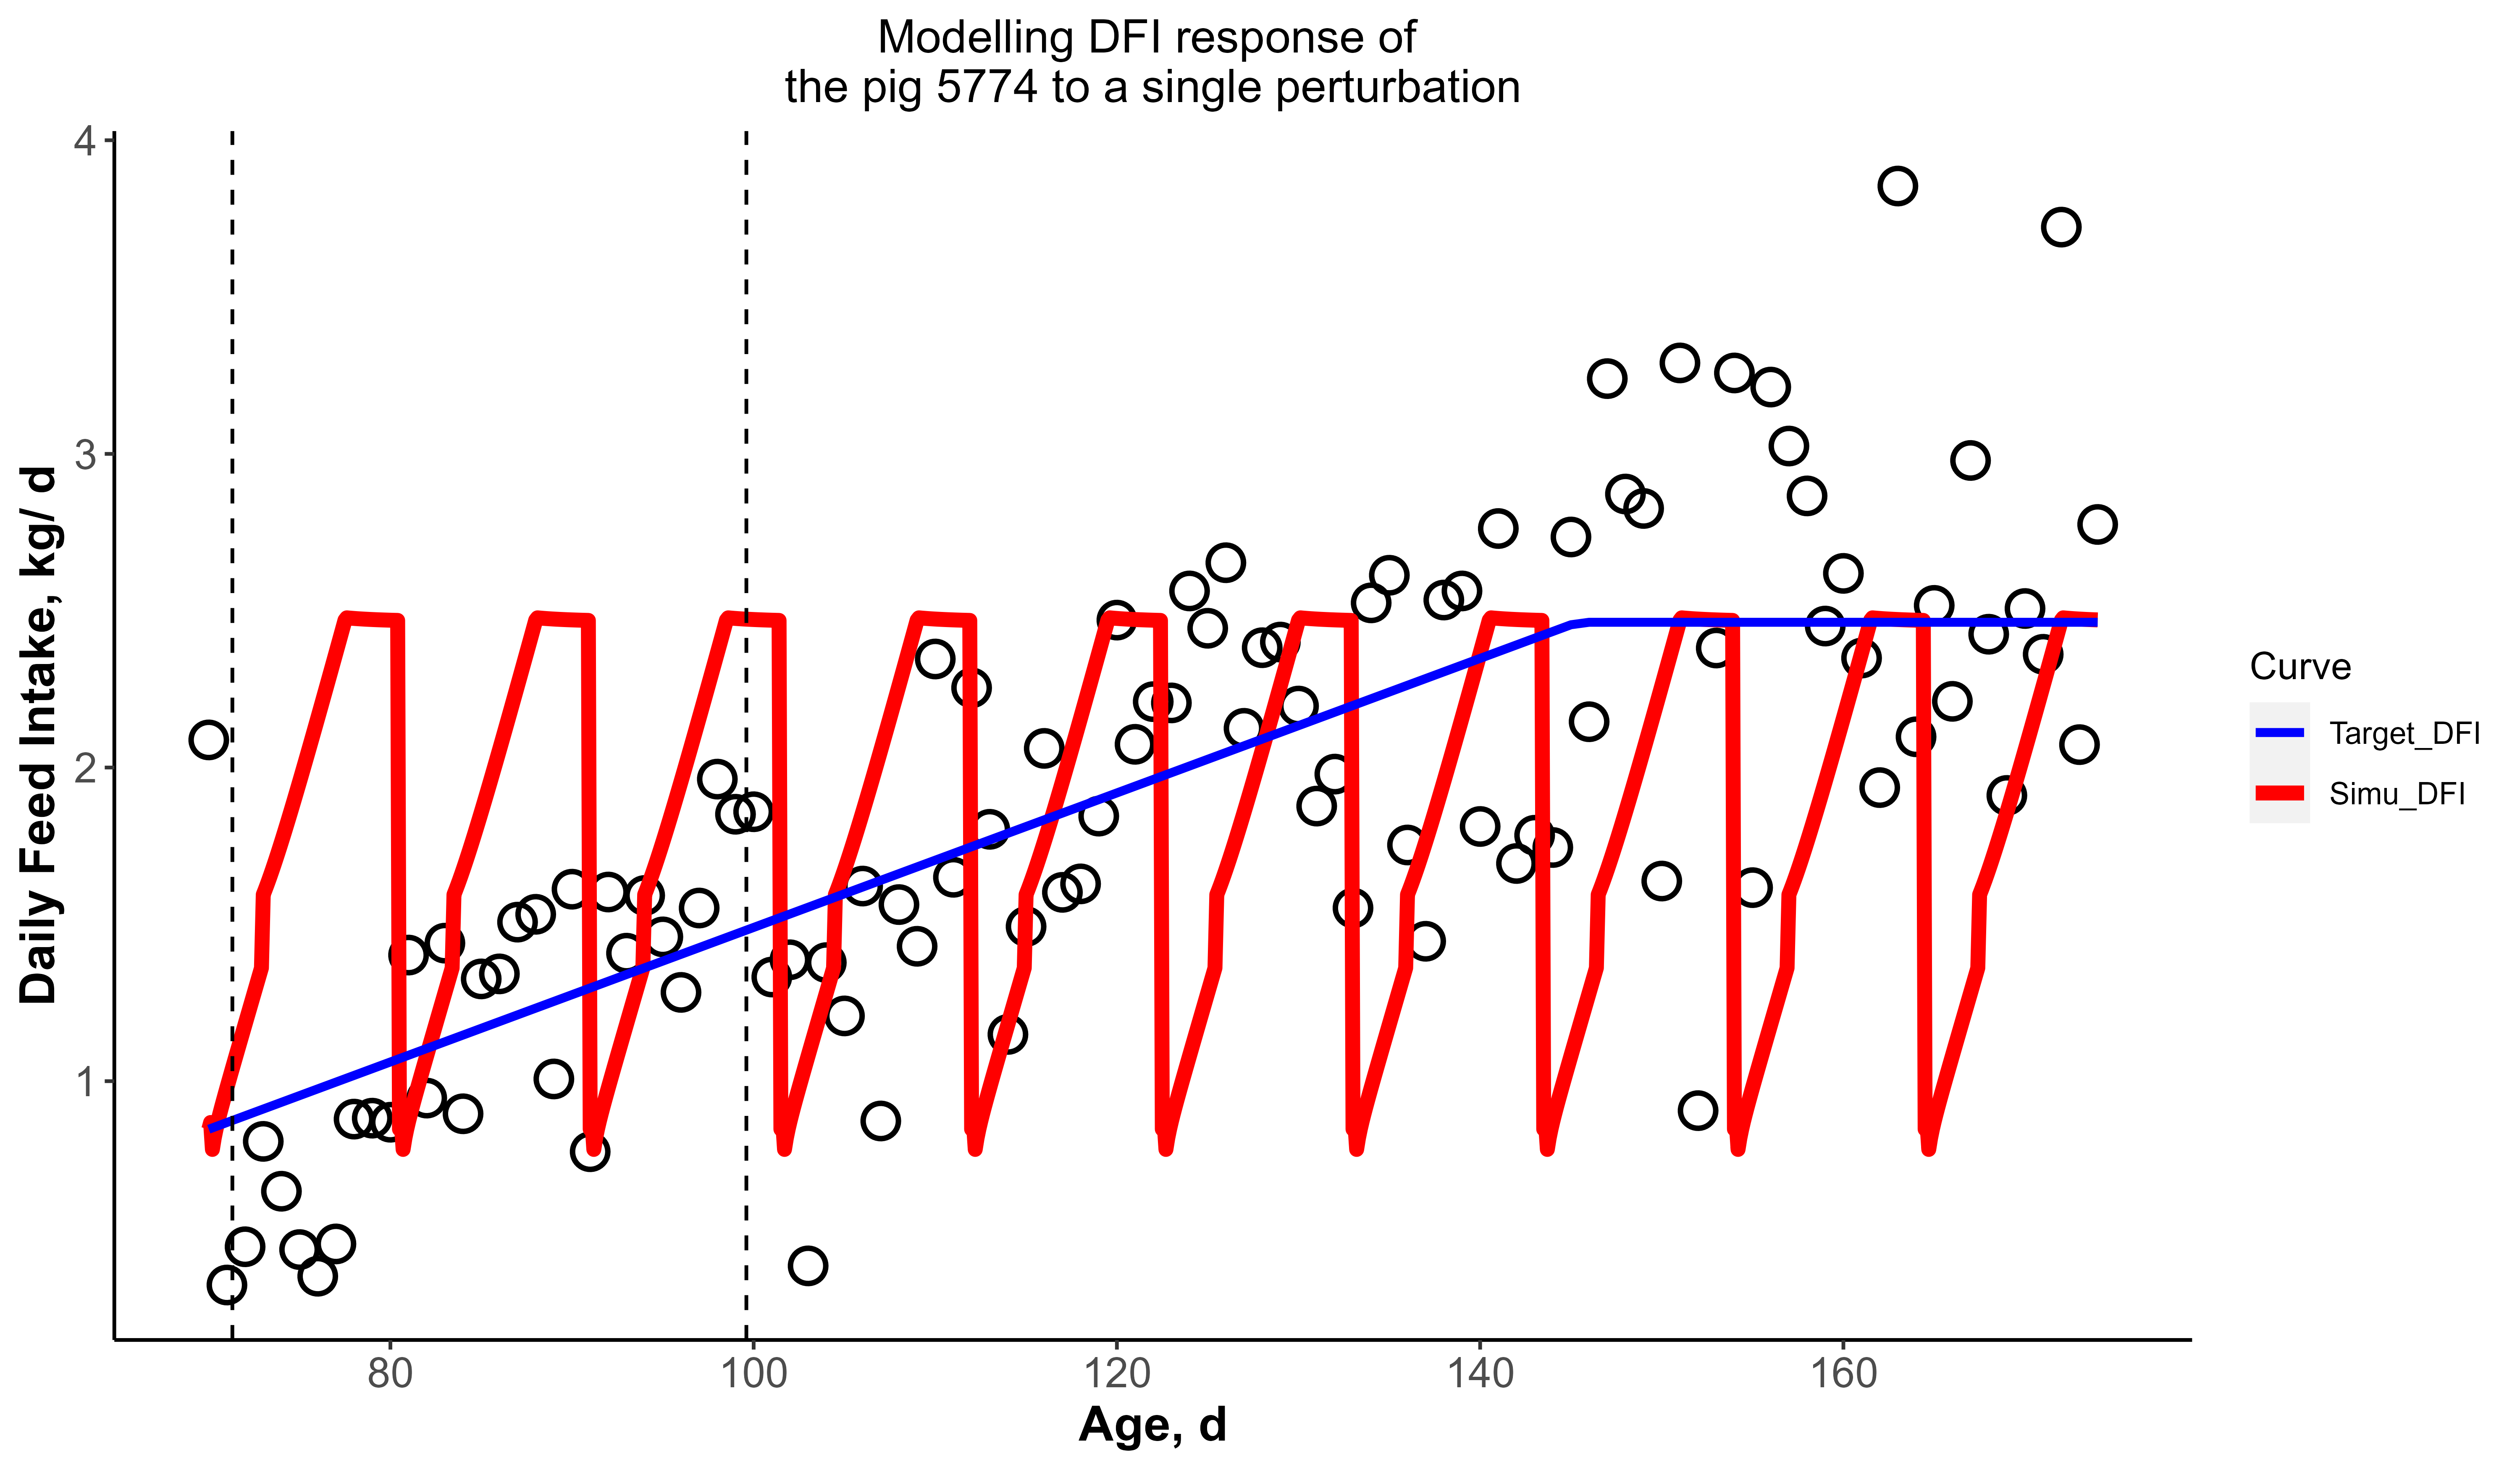 Modelling DFI response of
the pig 5774 to a single perturbation
4
3
2
1
Daily Feed Intake, kg/ d
80
100
120
140
160
Age, d
Curve
Target_DFI
Simu_DFI